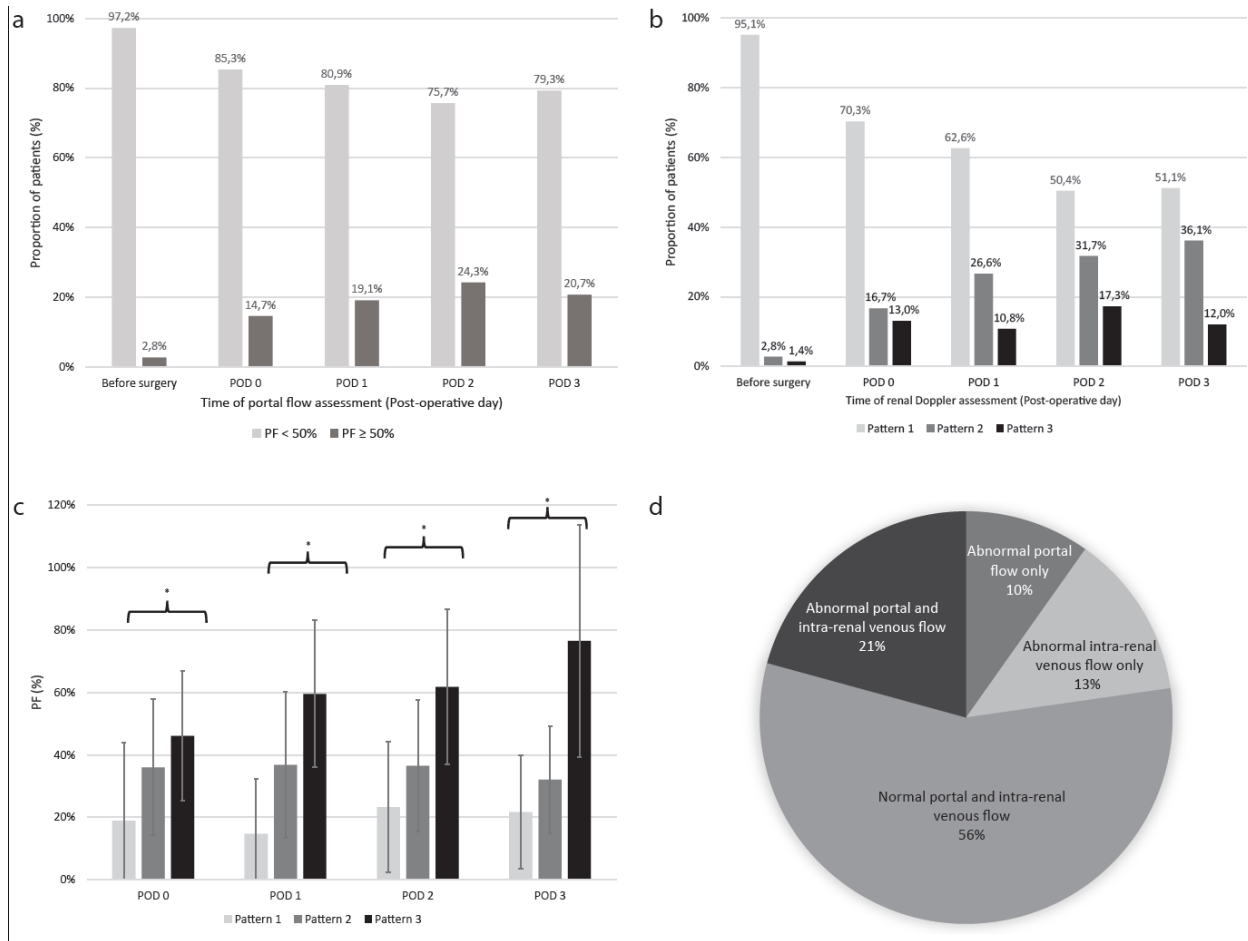 a
100%
80%
60%
40%
20%
0%
Proportion of patients (%)
97,2%
2,8%
85,3%
14,7%
80,9%
19,1%
75,7%
24,3%
79,3%
20,7%
Before surgery POD 0 POD 1 POD 2 POD 3
Time of portal flow assessment (Post-operative day)
PF < 50% PF ≥ 50%
b
100%
80%
60%
40%
20%
0%
Proportion of patients (%)
95,1%
2,8%
1,4%
70,3%
16,7%
13,0%
62,6%
26,6%
10,8%
50,4%
31,7%
17,3%
51,1%
36,1%
12,0%
Before surgery POD 0 POD 1 POD 2 POD 3
Time of renal Doppler assessment (Post-operative day)
Pattern 1 Pattern 2 Pattern 3
c
120%
100%
80%
60%
40%
20%
0%
PF (%)
* * * *
POD 0 POD 1 POD 2 POD 3
Pattern 1 Pattern 2 Pattern 3
d
Abnormal portal
flow only
10%
Abnormal intra-renal
venous flow only
13%
Normal portal and intra-renal
venous flow
56%
Abnormal portal and
intra-renal venous flow
21%